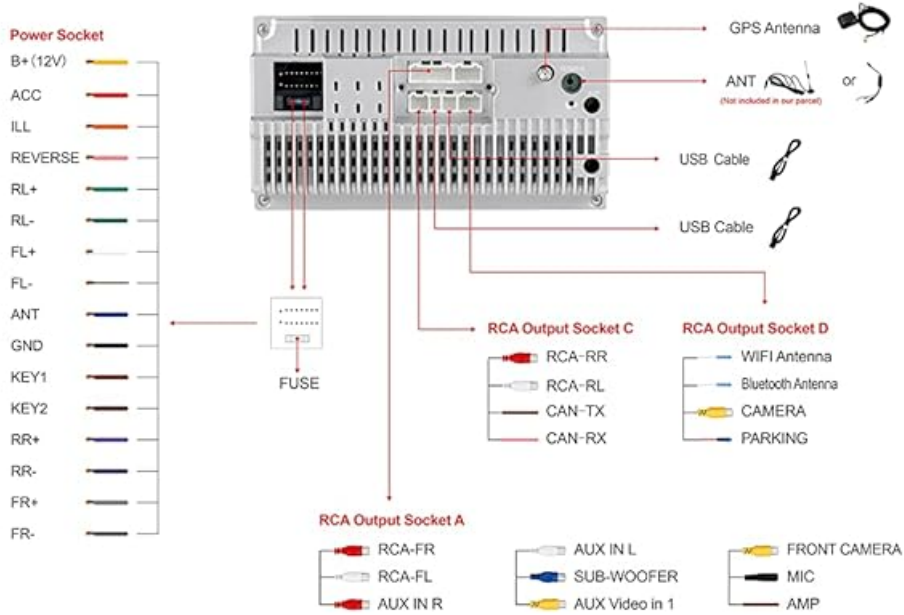 Power Socket
B+(12V)
ACC
ILL
REVERSE
RL+
RL-
FL+
FL-
ANT
GND
KEY1
KEY2
RR+
RR-
FR+
FR-
FUSE
GPS Antenna
ANT
or
(Not included in our parcel)
USB Cable
USB Cable
RCA Output Socket C
RCA-RR
RCA-RL
CAN-TX
CAN-RX
RCA Output Socket D
WIFI Antenna
Bluetooth Antenna
CAMERA
PARKING
RCA Output Socket A
RCA-FR
RCA-FL
AUX IN R
AUX IN L
SUB-WOOFER
AUX Video in 1
FRONT CAMERA
MIC
AMP